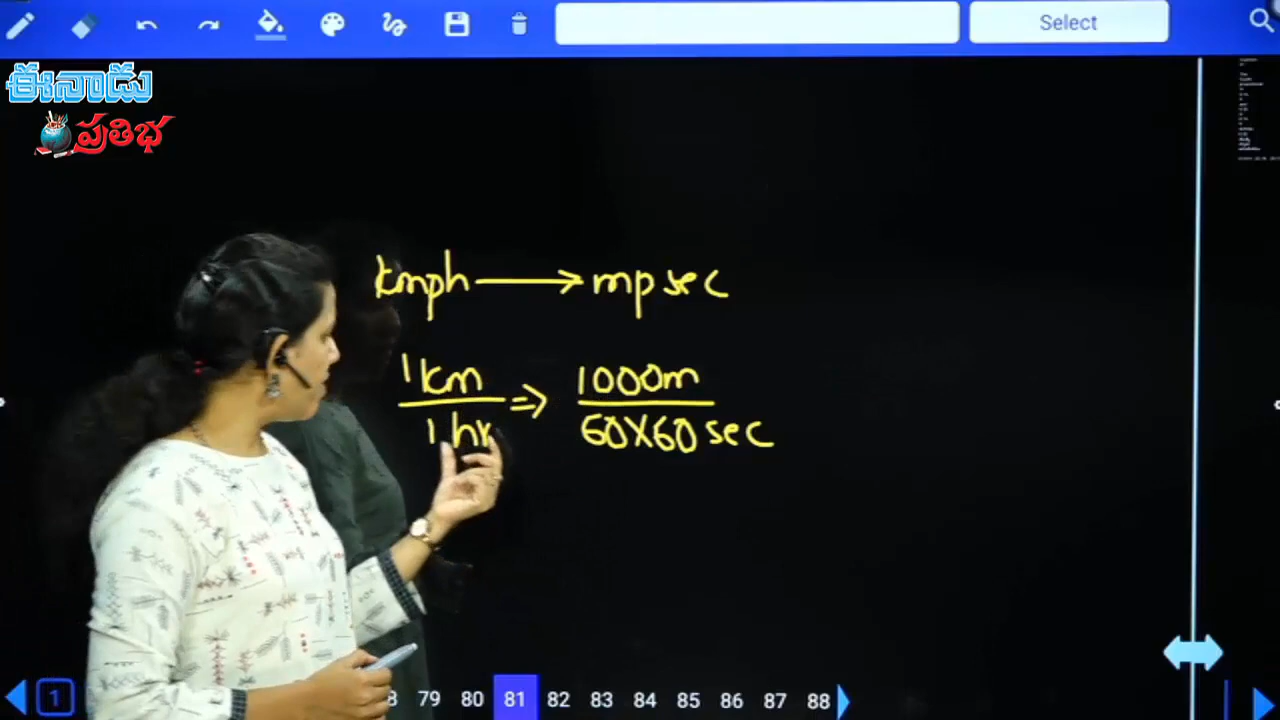 Select
ఈనాడు
ప్రతిభ
kmph → mpsec
1km / 1hr ⇒ 1000m / 60X60sec
1 8 79 80 81 82 83 84 85 86 87 88